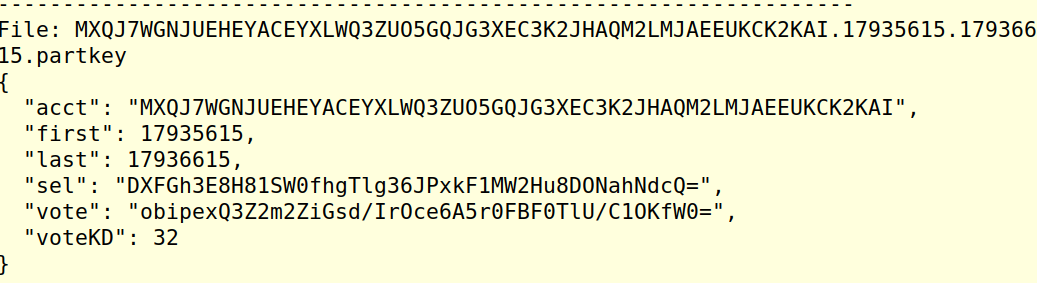 --------------------------------------------------------------------
File: MXQJ7WGNJUEHEYACEYXLWQ3ZUO5GQJG3XEC3K2JHAQM2LMJAEEUKCK2KAI.17935615.179366
15.partkey
{
  "acct": "MXQJ7WGNJUEHEYACEYXLWQ3ZUO5GQJG3XEC3K2JHAQM2LMJAEEUKCK2KAI",
  "first": 17935615,
  "last": 17936615,
  "sel": "DXFGh3E8H81SW0fhgTlg36JPxkF1MW2Hu8DONahNdcQ=",
  "vote": "obipexQ3Z2m2ZiGsd/IrOce6A5r0FBF0TlU/C1OKfW0=",
  "voteKD": 32
}